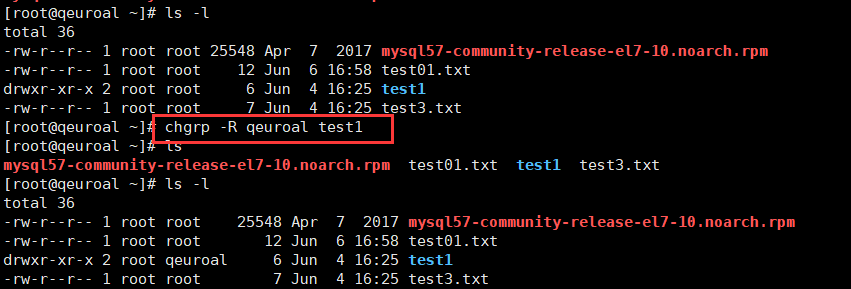 [root@qeuroal ~]# ls -l
total 36
-rw-r--r-- 1 root root 25548 Apr  7  2017 mysql57-community-release-el7-10.noarch.rpm
-rw-r--r-- 1 root root    12 Jun  6 16:58 test01.txt
drwxr-xr-x 2 root root     6 Jun  4 16:25 test1
-rw-r--r-- 1 root root     7 Jun  4 16:25 test3.txt
[root@qeuroal ~]# chgrp -R qeuroal test1
[root@qeuroal ~]# ls
mysql57-community-release-el7-10.noarch.rpm  test01.txt  test1  test3.txt
[root@qeuroal ~]# ls -l
total 36
-rw-r--r-- 1 root root    25548 Apr  7  2017 mysql57-community-release-el7-10.noarch.rpm
-rw-r--r-- 1 root root       12 Jun  6 16:58 test01.txt
drwxr-xr-x 2 root qeuroal     6 Jun  4 16:25 test1
-rw-r--r-- 1 root root        7 Jun  4 16:25 test3.txt